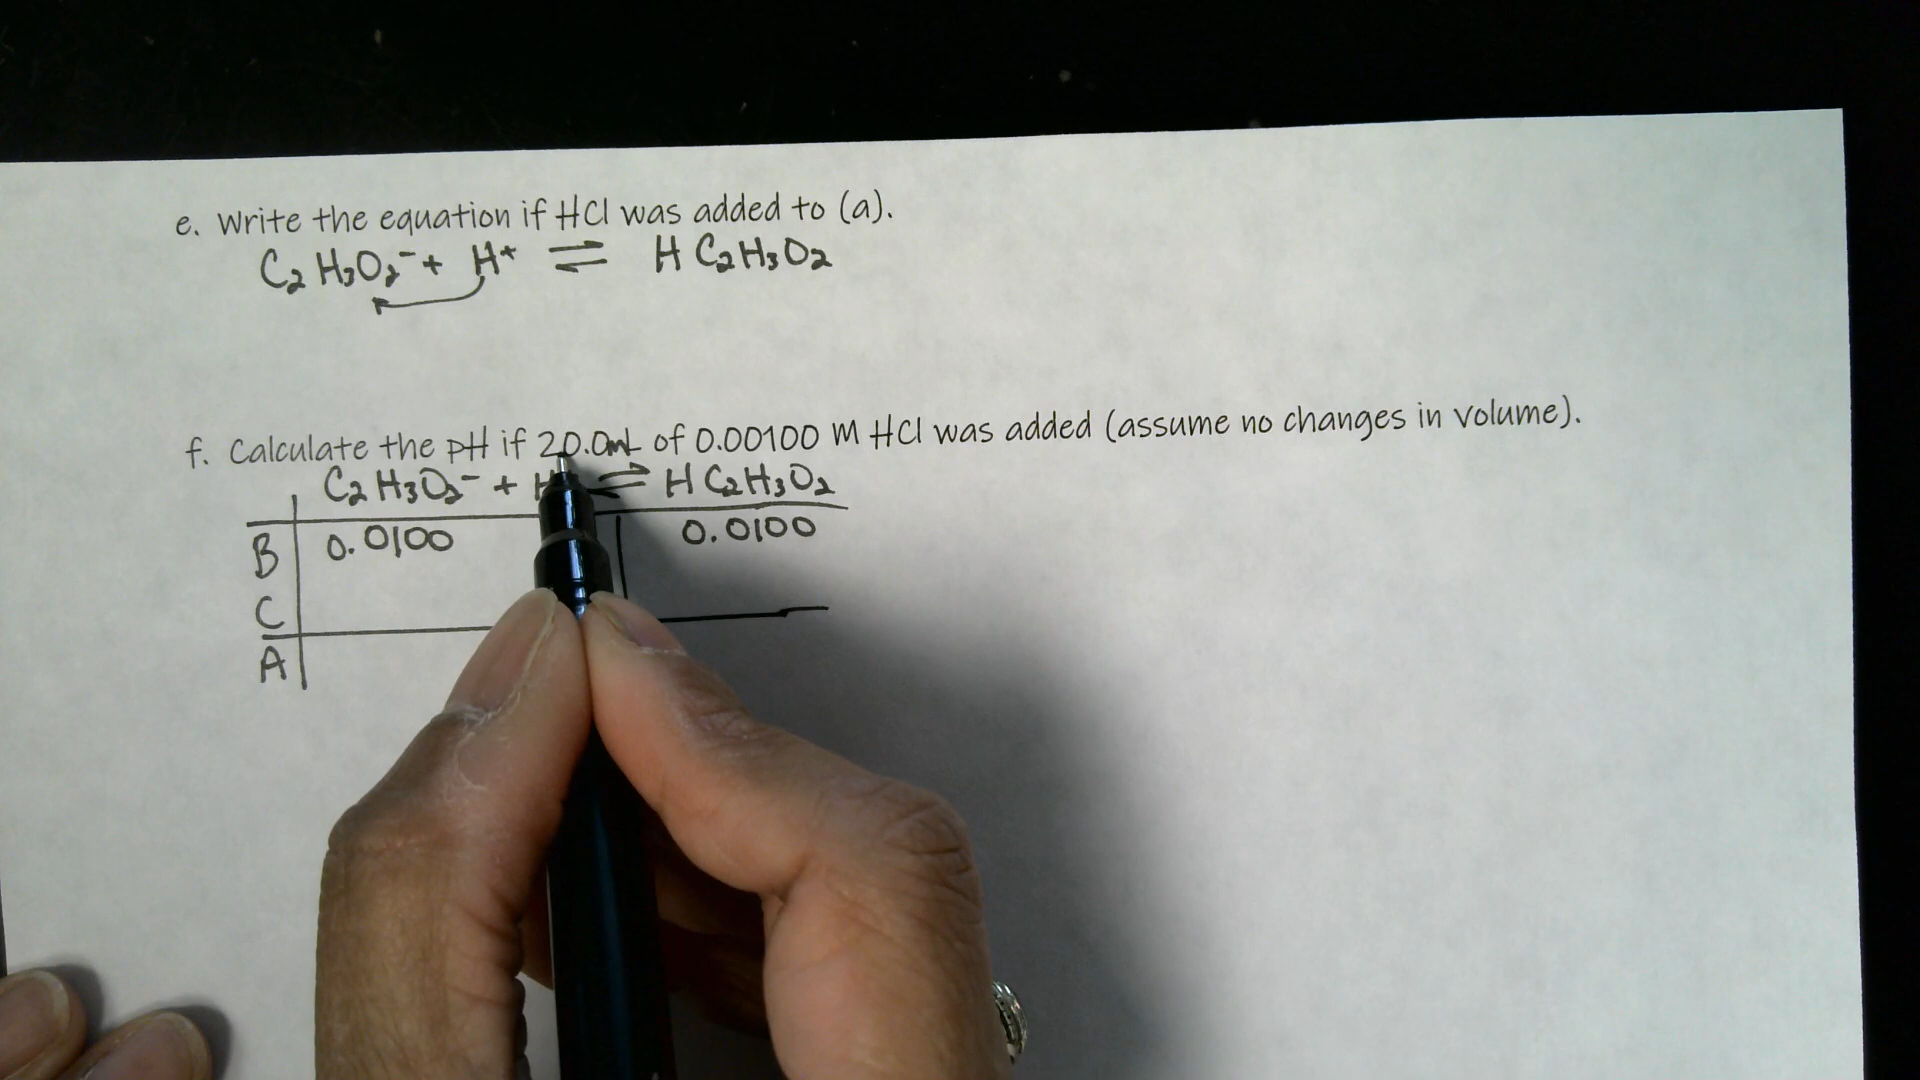 e. Write the equation if HCl was added to (a).
C₂H₃O₂⁻ + H⁺ ⇌ HC₂H₃O₂
f. Calculate the pH if 20.0mL of 0.00100 M HCl was added (assume no changes in volume).
C₂H₃O₂⁻ + H ⇌ HC₂H₃O₂
B 0.0100 0.0100
C
A